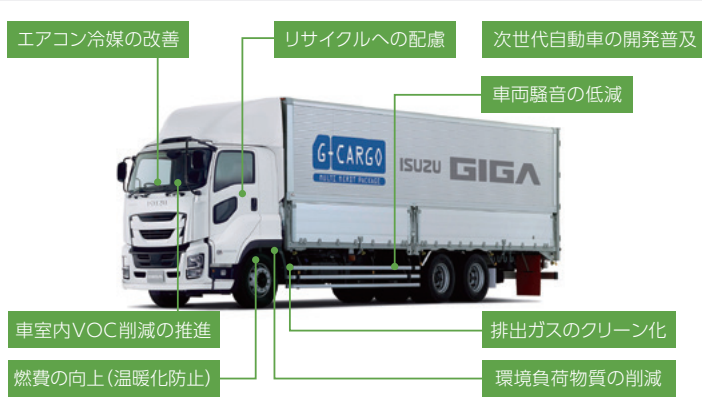 エアコン冷媒の改善
リサイクルへの配慮
次世代自動車の開発普及
車両騒音の低減
G-CARGO
MULTI MIGHT PACKAGE
ISUZU GIGA
ISUZU
車室内VOC削減の推進
排出ガスのクリーン化
燃費の向上(温暖化防止)
環境負荷物質の削減